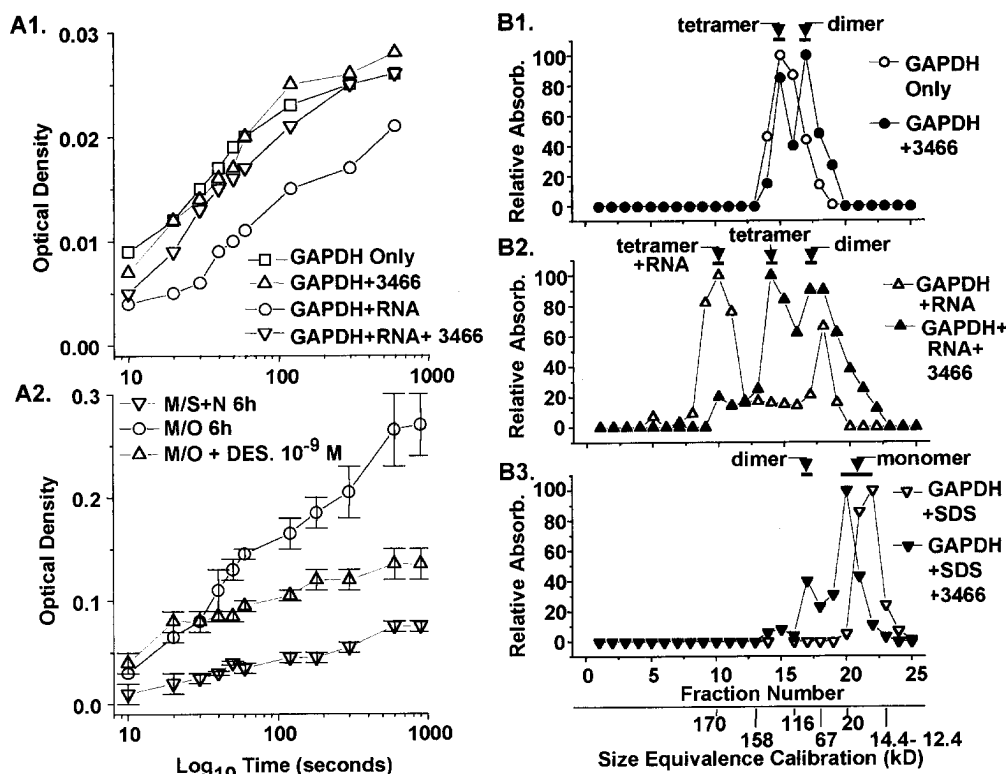 A1.
0.03
0.02
0.01
0.00
Optical Density
GAPDH Only
GAPDH+3466
GAPDH+RNA
GAPDH+RNA+ 3466
10
100
1000
A2.
0.3
0.2
0.1
0.0
Optical Density
M/S+N 6h
M/O 6h
M/O + DES. 10⁻⁹ M
10
100
1000
Log₁₀ Time (seconds)
B1.
tetramer
dimer
100
80
60
40
20
0
Relative Absorb.
GAPDH
Only
GAPDH
+3466
B2.
tetramer
+RNA
tetramer
dimer
100
80
60
40
20
0
Relative Absorb.
GAPDH
+RNA
GAPDH+
RNA+
3466
B3.
dimer
monomer
100
80
60
40
20
0
Relative Absorb.
GAPDH
+SDS
GAPDH
+SDS
+3466
0
5
10
15
20
25
Fraction Number
170
116
20
158
67
14.4- 12.4
Size Equivalence Calibration (kD)